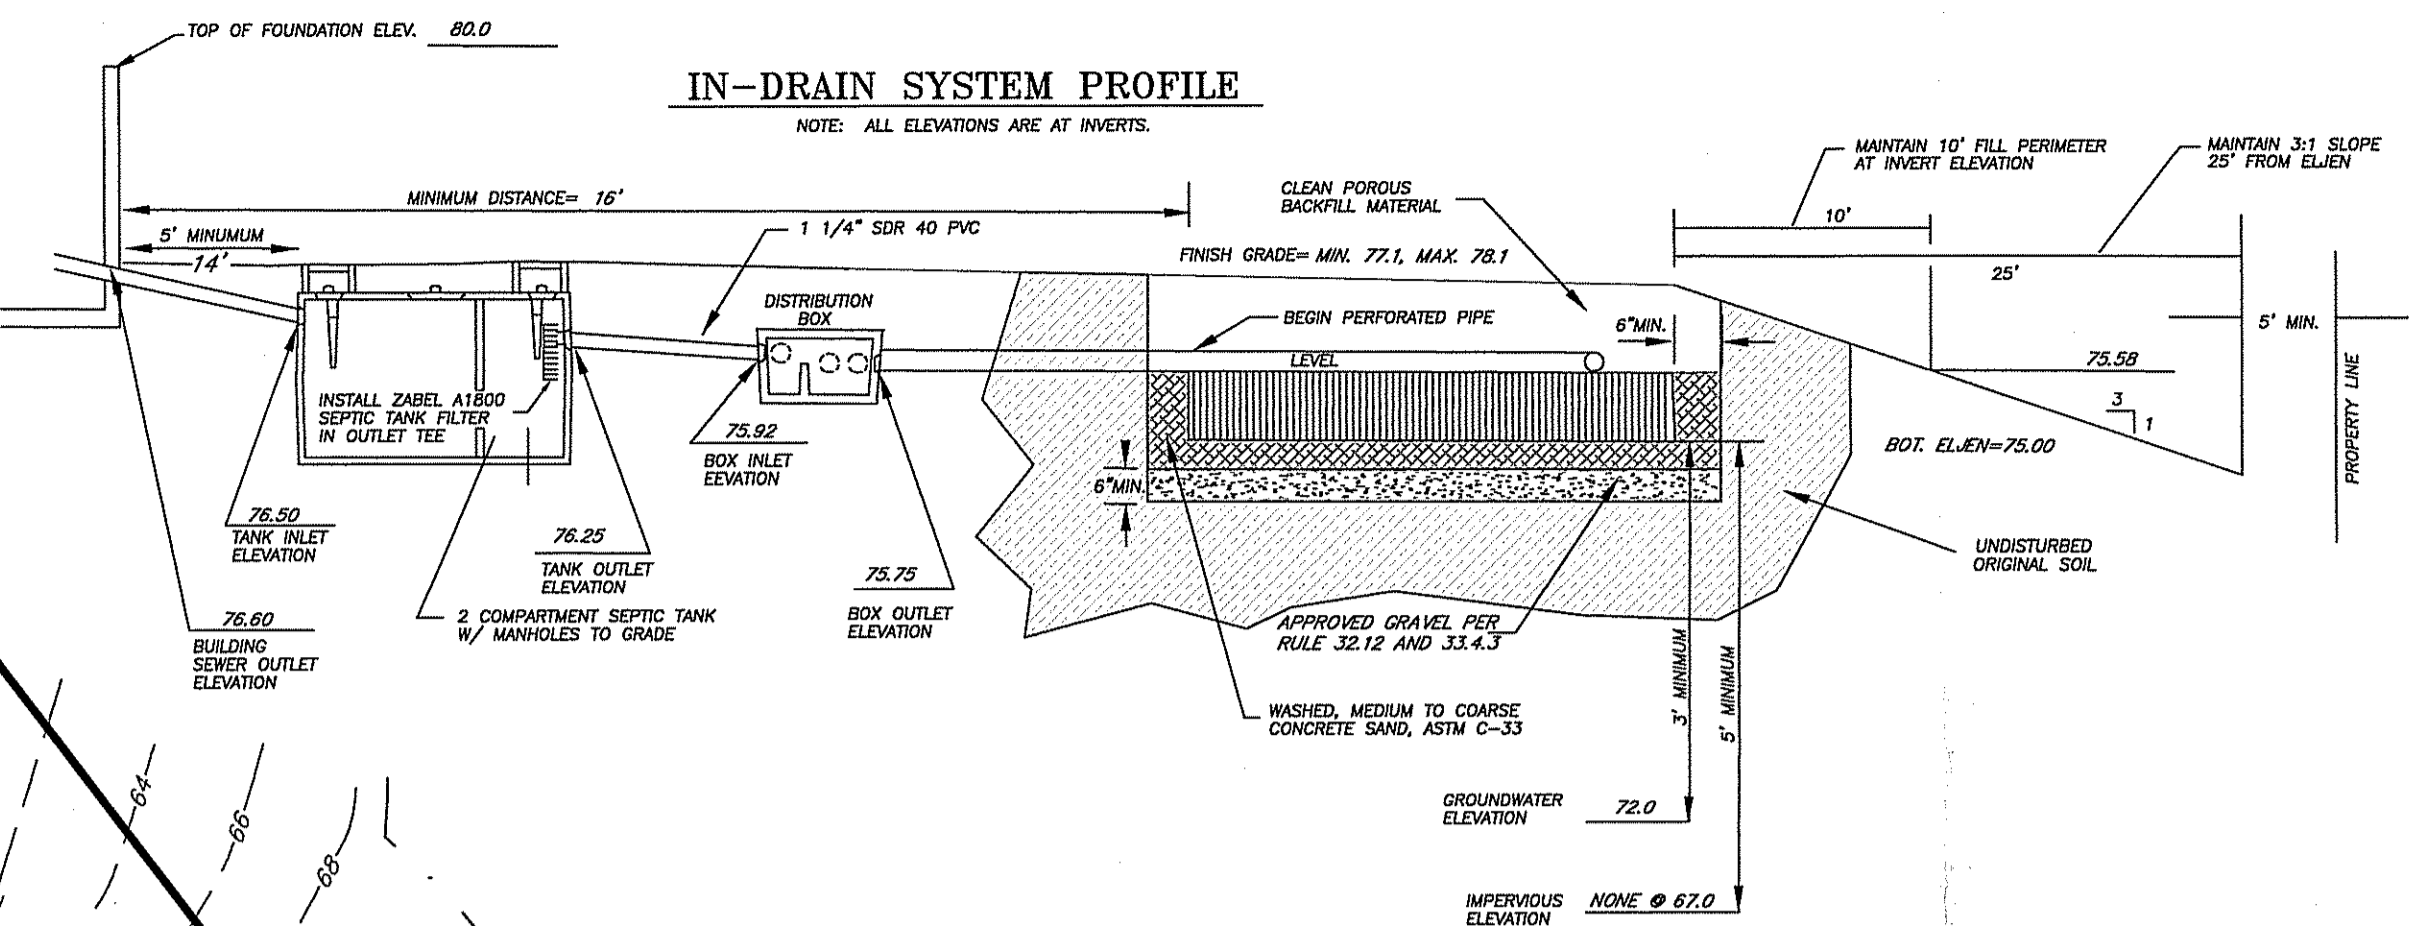 TOP OF FOUNDATION ELEV. 80.0
IN-DRAIN SYSTEM PROFILE
NOTE: ALL ELEVATIONS ARE AT INVERTS.
MAINTAIN 10' FILL PERIMETER
AT INVERT ELEVATION
MAINTAIN 3:1 SLOPE
25' FROM ELJEN
MINIMUM DISTANCE= 16'
CLEAN POROUS
BACKFILL MATERIAL
10'
1 1/4" SDR 40 PVC
5' MINUMUM
14'
FINISH GRADE= MIN. 77.1, MAX. 78.1
25'
DISTRIBUTION
BOX
BEGIN PERFORATED PIPE
6"MIN.
5' MIN.
LEVEL
75.58
PROPERTY LINE
INSTALL ZABEL A1800
SEPTIC TANK FILTER
IN OUTLET TEE
3
1
75.92
BOX INLET
EEVATION
BOT. ELJEN=75.00
6"MIN.
76.50
TANK INLET
ELEVATION
76.25
TANK OUTLET
ELEVATION
75.75
BOX OUTLET
ELEVATION
UNDISTURBED
ORIGINAL SOIL
76.60
BUILDING
SEWER OUTLET
ELEVATION
2 COMPARTMENT SEPTIC TANK
W/ MANHOLES TO GRADE
APPROVED GRAVEL PER
RULE 32.12 AND 33.4.3
3' MINIMUM
5' MINIMUM
WASHED, MEDIUM TO COARSE
CONCRETE SAND, ASTM C-33
64
66
68
GROUNDWATER
ELEVATION
72.0
IMPERVIOUS
ELEVATION
NONE @ 67.0